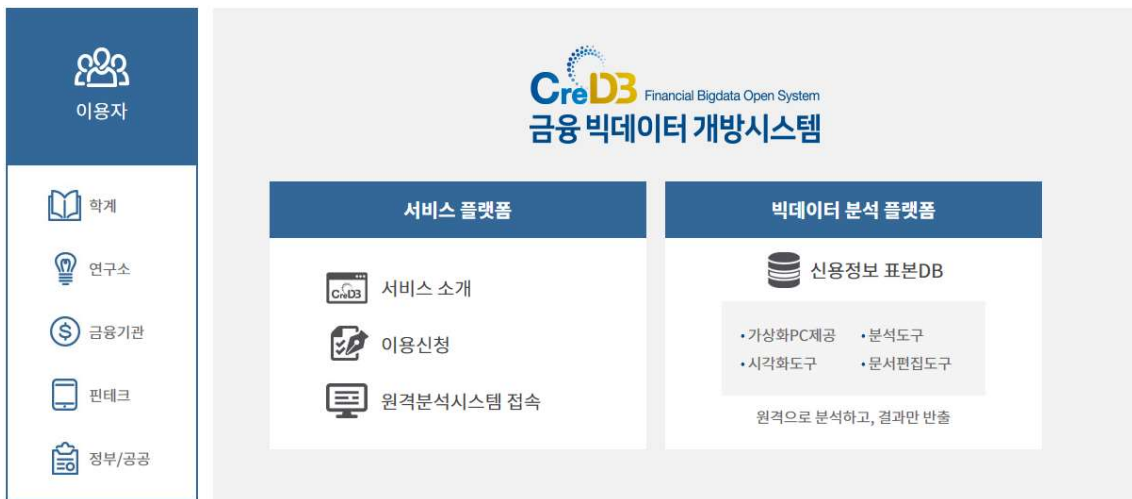 이용자
학계
연구소
금융기관
핀테크
정부/공공
CreD3 Financial Bigdata Open System
금융 빅데이터 개방시스템
서비스 플랫폼
CreD3
서비스 소개
이용신청
원격분석시스템 접속
빅데이터 분석 플랫폼
신용정보 표본DB
•가상화PC제공 •분석도구
•시각화도구 •문서편집도구
원격으로 분석하고, 결과만 반출